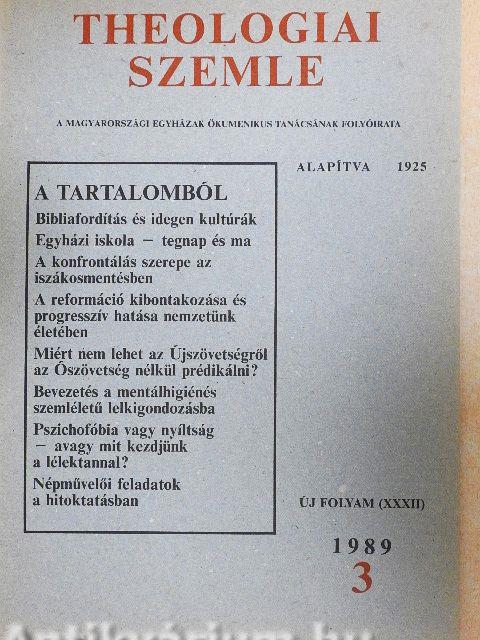 THEOLOGIAI
SZEMLE
A MAGYARORSZÁGI EGYHÁZAK ÖKUMENIKUS TANÁCSÁNAK FOLYÓIRATA
ALAPÍTVA 1925
A TARTALOMBÓL
Bibliafordítás és idegen kultúrák
Egyházi iskola – tegnap és ma
A konfrontálás szerepe az
iszákosmentésben
A reformáció kibontakozása és
progresszív hatása nemzetünk
életében
Miért nem lehet az Újszövetségről
az Ószövetség nélkül prédikálni?
Bevezetés a mentálhigiénés
szemléletű lelkigondozásba
Pszichofóbia vagy nyíltság
– avagy mit kezdjünk
a lélektannal?
Népművelői feladatok
a hitoktatásban
ÚJ FOLYAM (XXXII)
1989
3
Antikvárium.hu